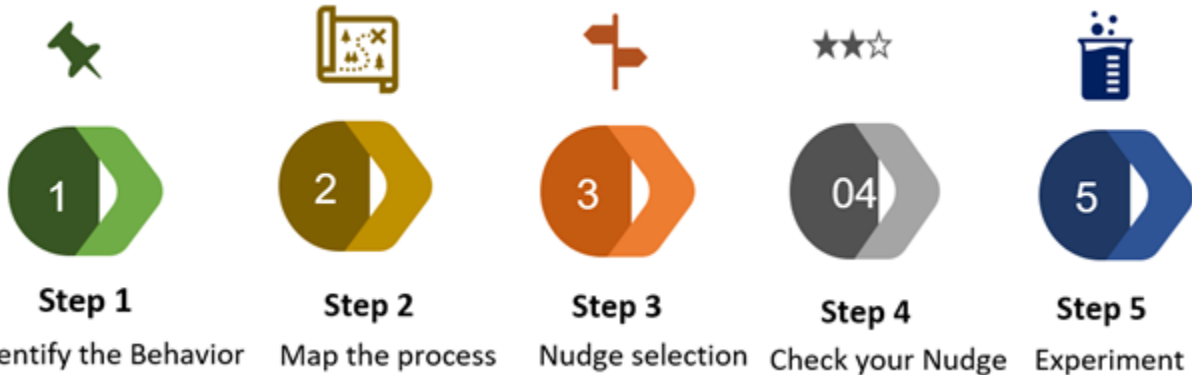 1
2
3
04
5
Step 1
Step 2
Step 3
Step 4
Step 5
entify the Behavior
Map the process
Nudge selection
Check your Nudge
Experiment